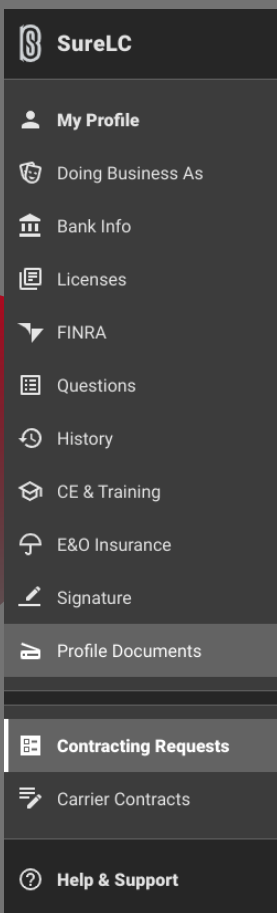 SureLC
My Profile
Doing Business As
Bank Info
Licenses
FINRA
Questions
History
CE & Training
E&O Insurance
Signature
Profile Documents
Contracting Requests
Carrier Contracts
Help & Support